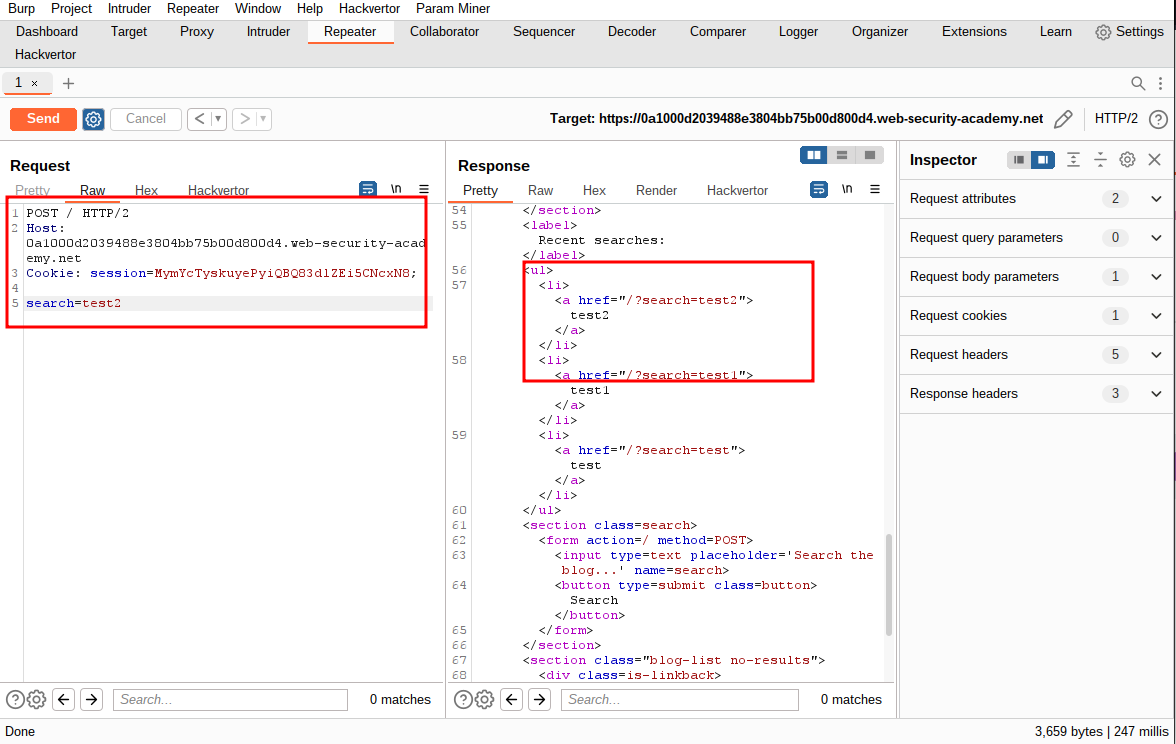 Burp Project Intruder Repeater Window Help Hackvertor Param Miner
Dashboard Target Proxy Intruder Repeater Collaborator Sequencer Decoder Comparer Logger Organizer Extensions Learn Settings
Hackvertor
1 × +
Send Cancel < ▾ > ▾ Target: https://0a1000d2039488e3804bb75b00d800d4.web-security-academy.net HTTP/2 ?
Request
Pretty Raw Hex Hackvertor \n
1 POST / HTTP/2
2 Host:
0a1000d2039488e3804bb75b00d800d4.web-security-acad
emy.net
3 Cookie: session=MymYcTyskuyePyiQBQ83dlZEi5CNcxN8;
4
5 search=test2
? Search... 0 matches
Response
Pretty Raw Hex Render Hackvertor \n
54 </section>
55 <label>
Recent searches:
</label>
56 <ul>
57 <li>
<a href="/?search=test2">
test2
</a>
</li>
58 <li>
<a href="/?search=test1">
test1
</a>
</li>
59 <li>
<a href="/?search=test">
test
</a>
</li>
60 </ul>
61 <section class=search>
62 <form action=/ method=POST>
63 <input type=text placeholder='Search the
blog...' name=search>
64 <button type=submit class=button>
Search
</button>
65 </form>
66 </section>
67 <section class="blog-list no-results">
68 <div class=is-linkback>
? Search... 0 matches
Inspector
Request attributes 2
Request query parameters 0
Request body parameters 1
Request cookies 1
Request headers 5
Response headers 3
Done 3,659 bytes | 247 millis